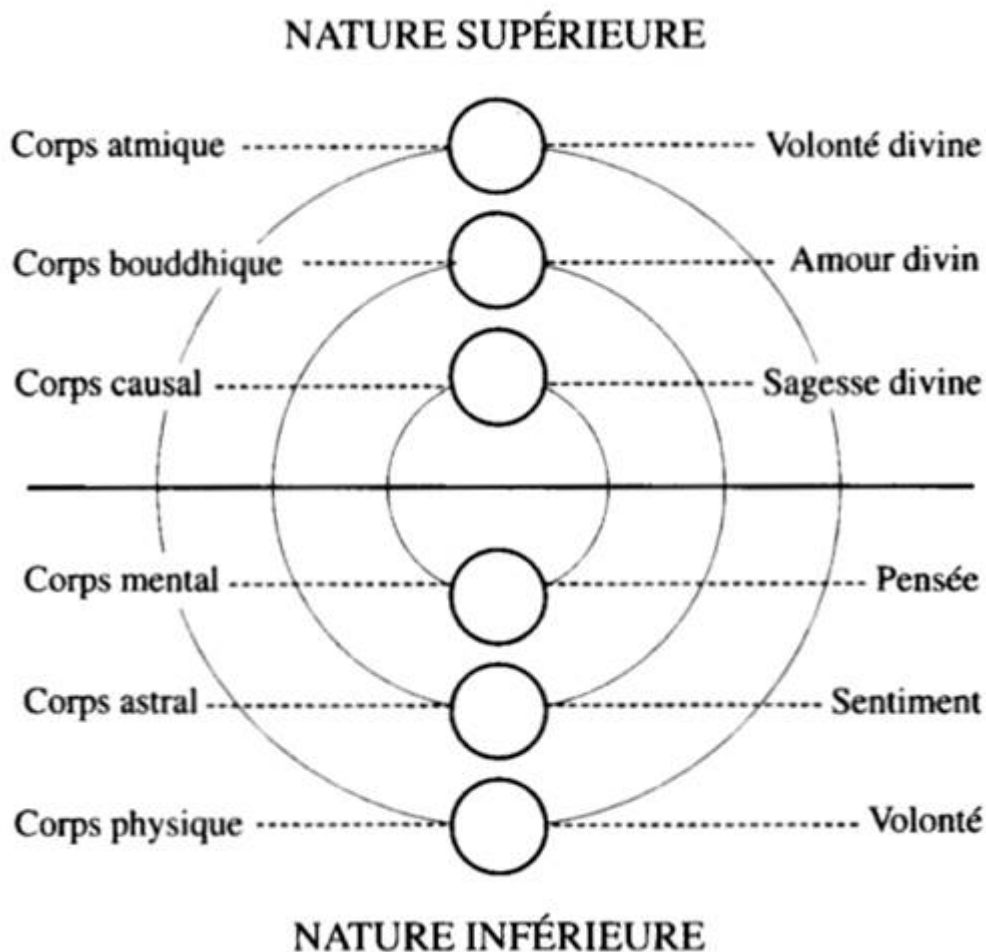 NATURE SUPÉRIEURE
Corps atmique Volonté divine
Corps bouddhique Amour divin
Corps causal Sagesse divine
Corps mental Pensée
Corps astral Sentiment
Corps physique Volonté
NATURE INFÉRIEURE